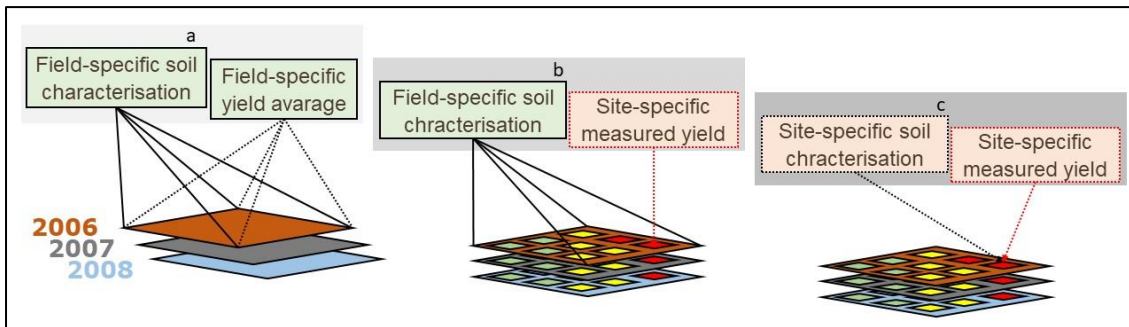 a
Field-specific soil
characterisation
Field-specific
yield avarage
b
Field-specific soil
chracterisation
Site-specific
measured yield
c
Site-specific soil
chracterisation
Site-specific
measured yield
2006
2007
2008